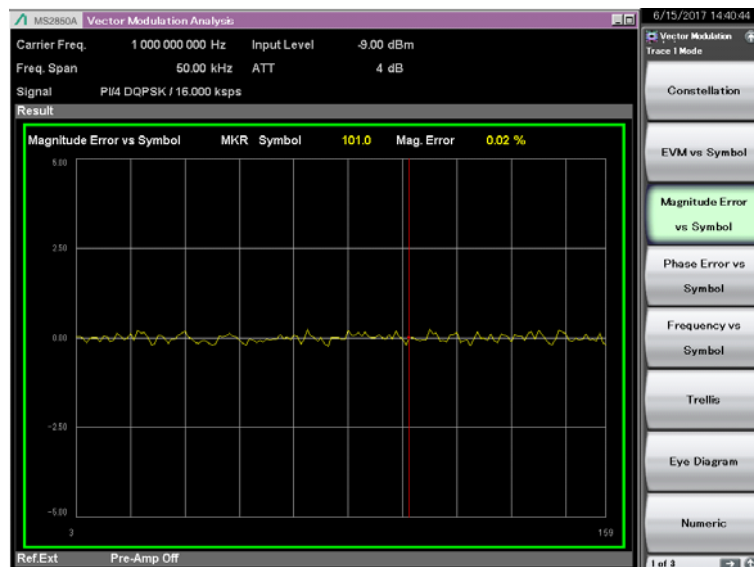 MS2850A Vector Modulation Analysis
6/15/2017 14:40:44
Carrier Freq. 1 000 000 000 Hz Input Level -9.00 dBm
Freq. Span 50.00 kHz ATT 4 dB
Signal PI/4 DQPSK / 16.000 ksps
Result
Magnitude Error vs Symbol MKR Symbol 101.0 Mag. Error 0.02 %
5.00
2.50
0.00
-2.50
-5.00
3 159
Ref.Ext Pre-Amp Off
Vector Modulation
Trace 1 Mode
Constellation
EVM vs Symbol
Magnitude Error
vs Symbol
Phase Error vs
Symbol
Frequency vs
Symbol
Trellis
Eye Diagram
Numeric
1 of 3